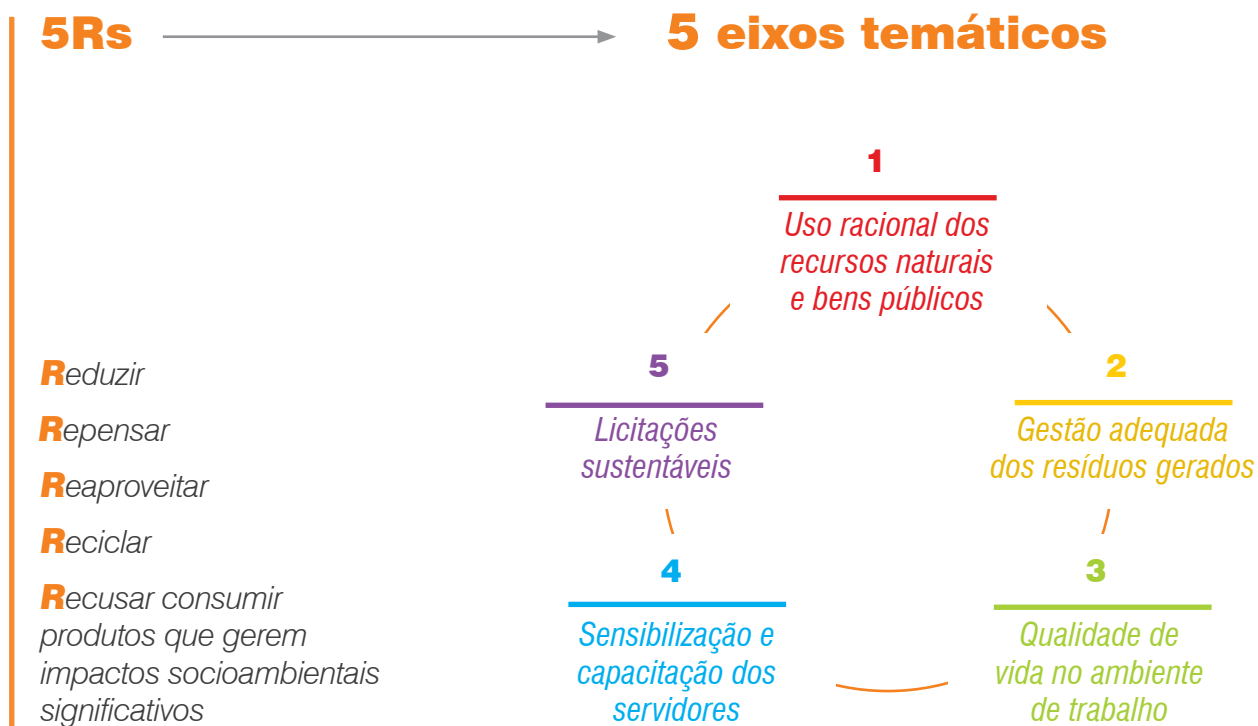 5Rs
5 eixos temáticos
Reduzir
Repensar
Reaproveitar
Reciclar
Recusar consumir
produtos que gerem
impactos socioambientais
significativos
1
Uso racional dos
recursos naturais
e bens públicos
2
Gestão adequada
dos resíduos gerados
3
Qualidade de
vida no ambiente
de trabalho
4
Sensibilização e
capacitação dos
servidores
5
Licitações
sustentáveis